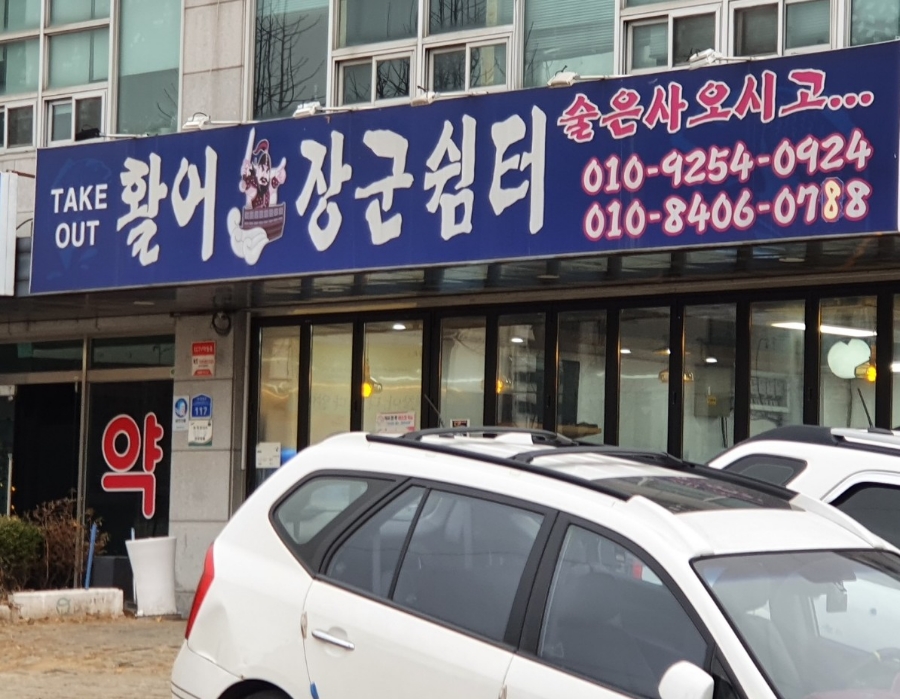 TAKE
OUT
활어 장군쉼터
술은사오시고...
010-9254-0924
010-8406-0788
약
117